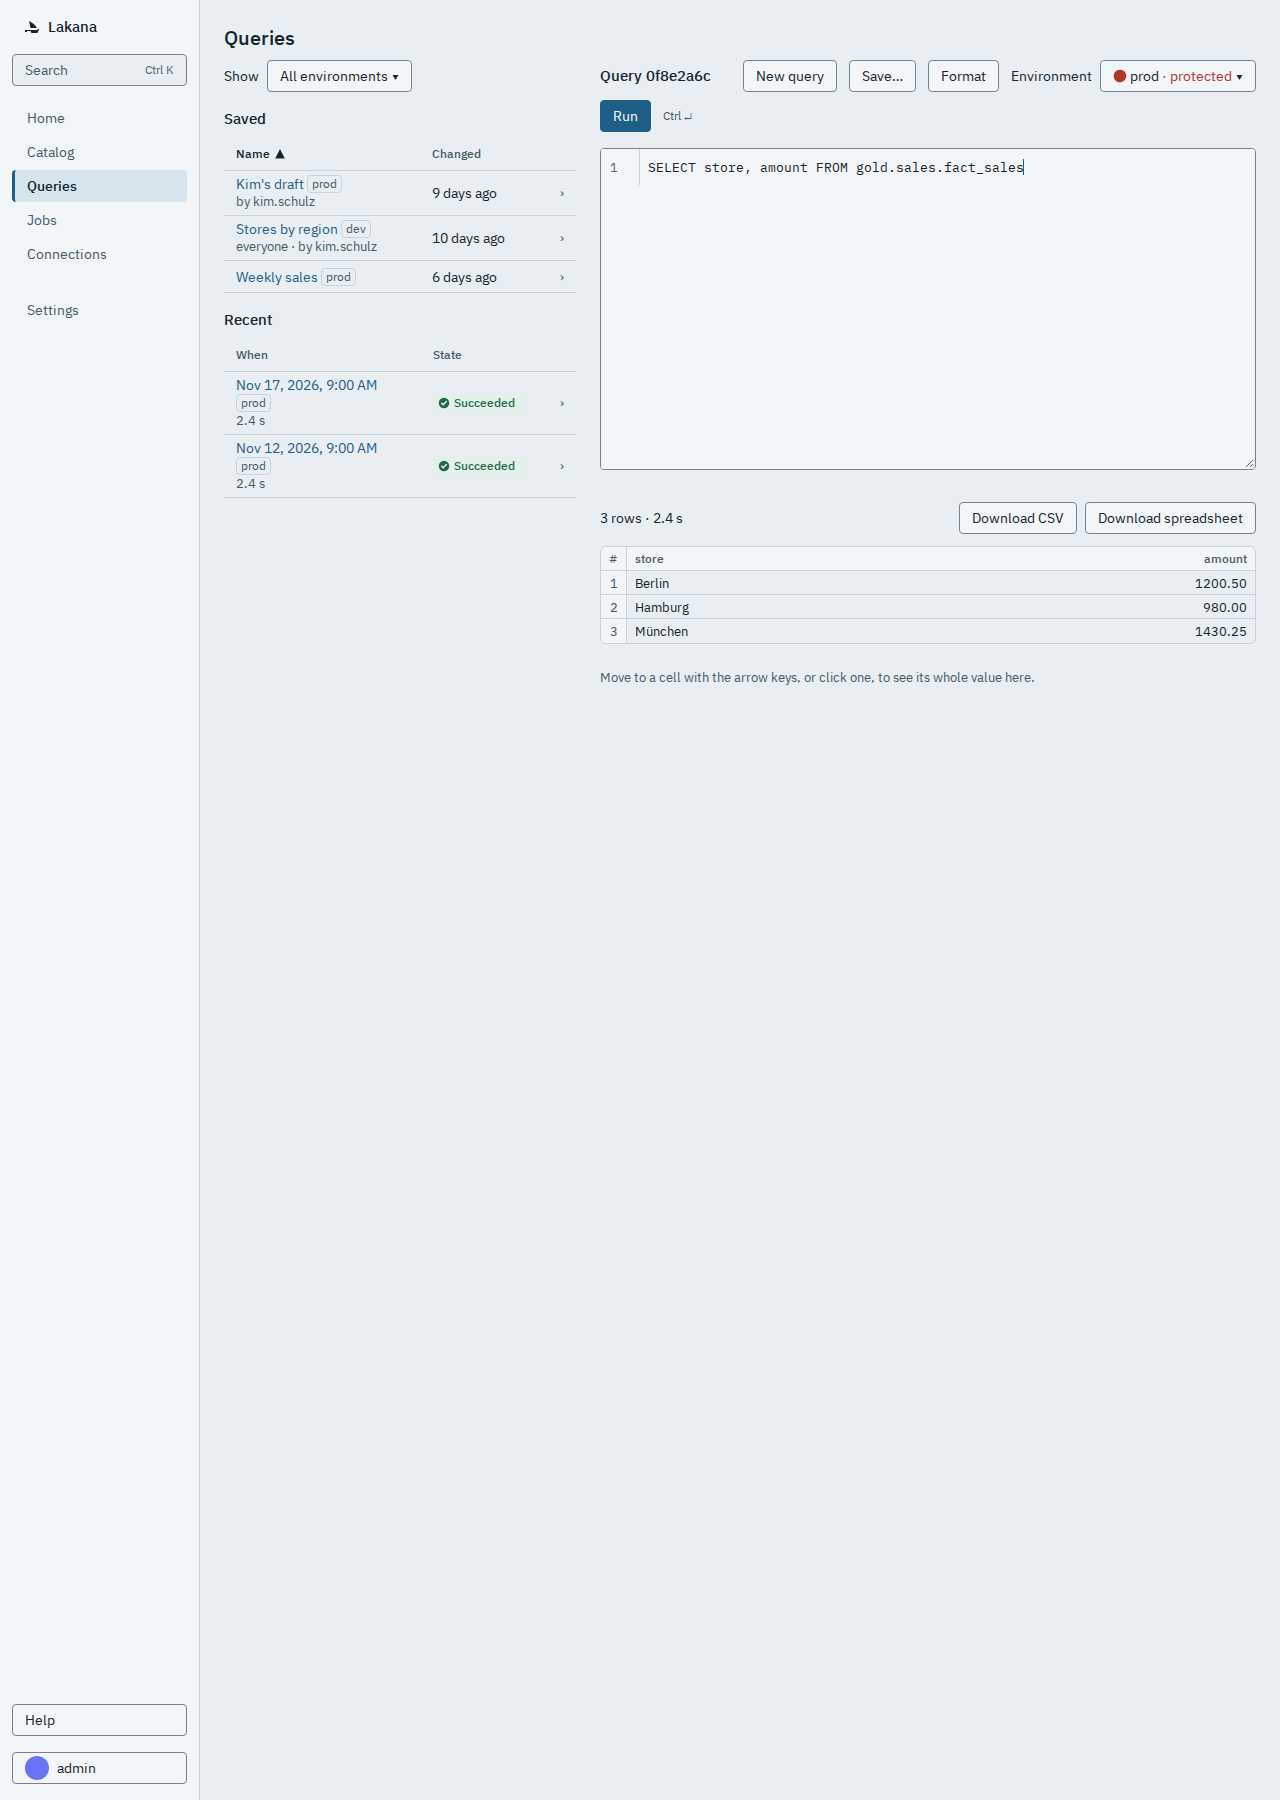 Lakana
Search Ctrl K
Home
Catalog
Queries
Jobs
Connections
Settings
Help
admin
Queries
Show All environments ▾
Saved
Name ▲ Changed
Kim's draft prod
by kim.schulz
9 days ago ›
Stores by region dev
everyone · by kim.schulz
10 days ago ›
Weekly sales prod 6 days ago ›
Recent
When State
Nov 17, 2026, 9:00 AM
prod
2.4 s
Succeeded ›
Nov 12, 2026, 9:00 AM
prod
2.4 s
Succeeded ›
Query 0f8e2a6c New query Save... Format Environment prod · protected ▾
Run Ctrl ↵
1 SELECT store, amount FROM gold.sales.fact_sales
3 rows · 2.4 s Download CSV Download spreadsheet
# store amount
1 Berlin 1200.50
2 Hamburg 980.00
3 München 1430.25
Move to a cell with the arrow keys, or click one, to see its whole value here.